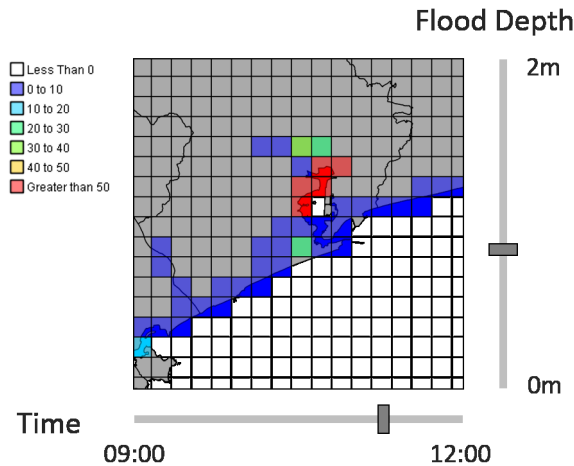 Flood Depth
Less Than 0
0 to 10
10 to 20
20 to 30
30 to 40
40 to 50
Greater than 50
2m
0m
Time
09:00
12:00